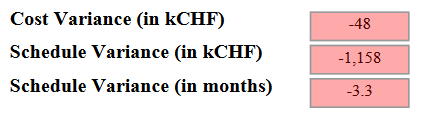 Cost Variance (in kCHF) -48
Schedule Variance (in kCHF) -1,158
Schedule Variance (in months) -3.3